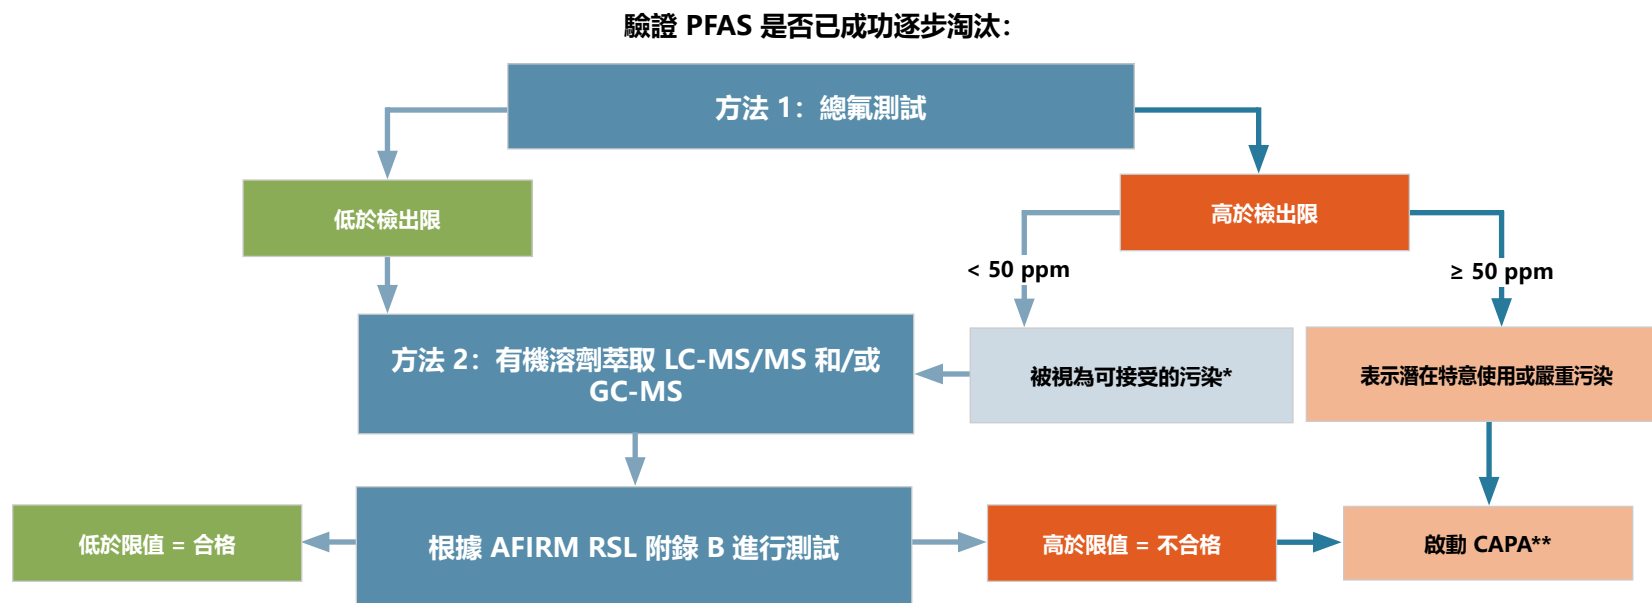 驗證 PFAS 是否已成功逐步淘汰：
方法 1：總氟測試
低於檢出限
高於檢出限
< 50 ppm
≥ 50 ppm
方法 2：有機溶劑萃取 LC-MS/MS 和/或
GC-MS
被視為可接受的污染*
表示潛在特意使用或嚴重污染
低於限值 = 合格
根據 AFIRM RSL 附錄 B 進行測試
高於限值 = 不合格
啟動 CAPA**